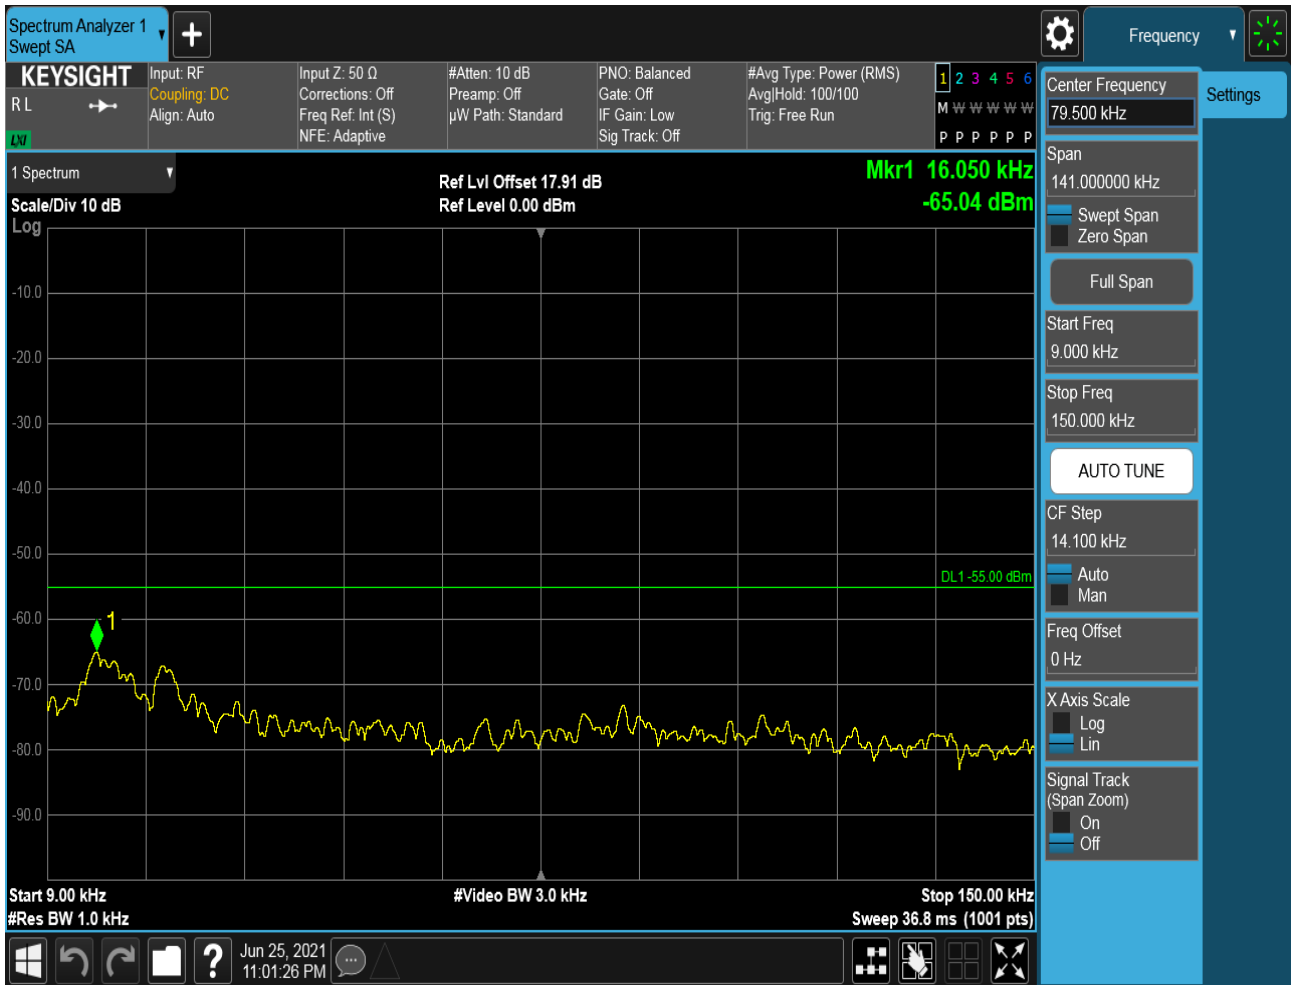 Spectrum Analyzer 1
Swept SA
Frequency
KEYSIGHT
R L
LXI
Input: RF
Coupling: DC
Align: Auto
Input Z: 50 Ω
Corrections: Off
Freq Ref: Int (S)
NFE: Adaptive
#Atten: 10 dB
Preamp: Off
µW Path: Standard
PNO: Balanced
Gate: Off
IF Gain: Low
Sig Track: Off
#Avg Type: Power (RMS)
Avg|Hold: 100/100
Trig: Free Run
1 2 3 4 5 6
M W W W W W
P P P P P P
1 Spectrum
Scale/Div 10 dB
Log
Ref Lvl Offset 17.91 dB
Ref Level 0.00 dBm
Mkr1 16.050 kHz
-65.04 dBm
-10.0
-20.0
-30.0
-40.0
-50.0
DL1 -55.00 dBm
-60.0
1
-70.0
-80.0
-90.0
Start 9.00 kHz
#Res BW 1.0 kHz
#Video BW 3.0 kHz
Stop 150.00 kHz
Sweep 36.8 ms (1001 pts)
Center Frequency
79.500 kHz
Settings
Span
141.000000 kHz
Swept Span
Zero Span
Full Span
Start Freq
9.000 kHz
Stop Freq
150.000 kHz
AUTO TUNE
CF Step
14.100 kHz
Auto
Man
Freq Offset
0 Hz
X Axis Scale
Log
Lin
Signal Track
(Span Zoom)
On
Off
?
Jun 25, 2021
11:01:26 PM